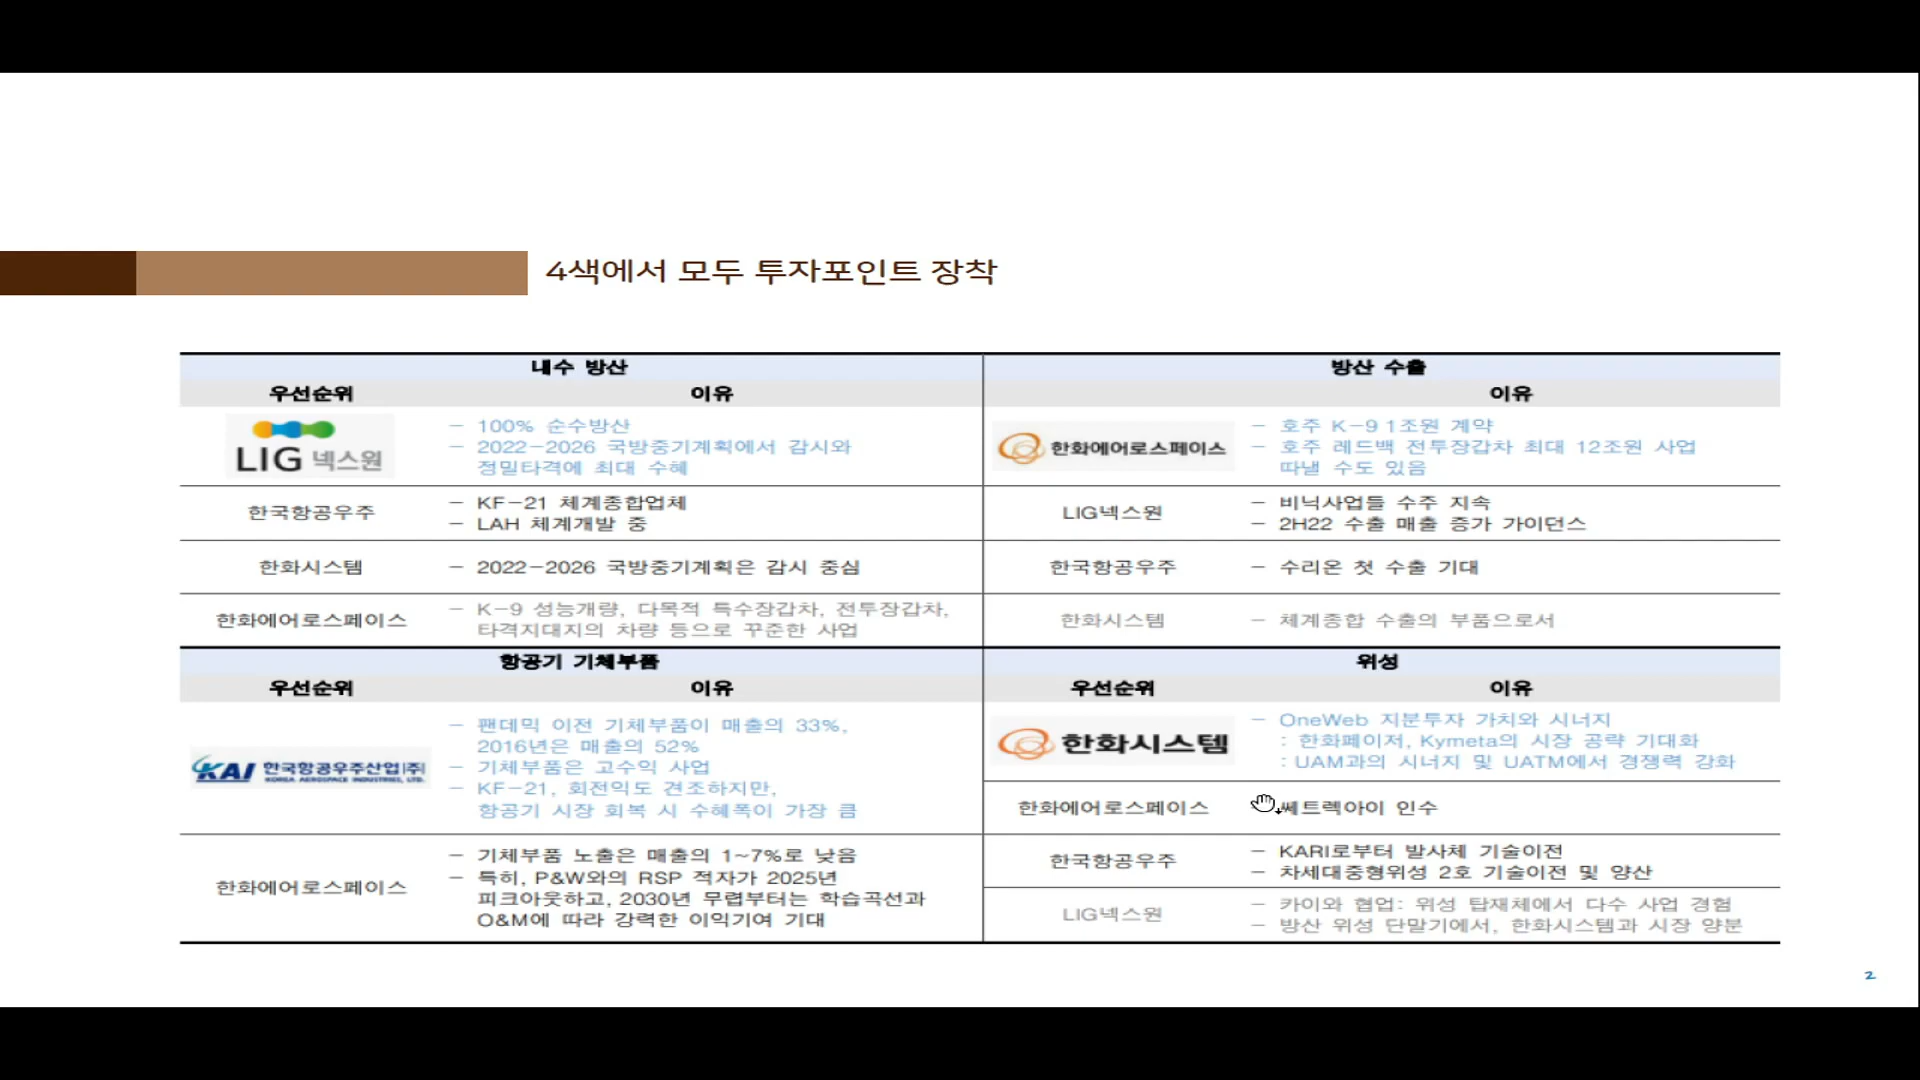 4색에서 모두 투자포인트 장착
내수 방산
우선순위 이유
LIG 넥스원
– 100% 순수방산
– 2022–2026 국방중기계획에서 감시와
정밀타격에 최대 수혜
한국항공우주
– KF–21 체계종합업체
– LAH 체계개발 중
한화시스템
– 2022–2026 국방중기계획은 감시 중심
한화에어로스페이스
– K–9 성능개량, 다목적 특수장갑차, 전투장갑차,
타격지대지의 차량 등으로 꾸준한 사업
방산 수출
이유
한화에어로스페이스
– 호주 K–9 1조원 계약
– 호주 레드백 전투장갑차 최대 12조원 사업
따낼 수도 있음
LIG넥스원
– 비닉사업들 수주 지속
– 2H22 수출 매출 증가 가이던스
한국항공우주
– 수리온 첫 수출 기대
한화시스템
– 체계종합 수출의 부품으로서
항공기 기체부품
우선순위 이유
KAI 한국항공우주산업(주)
KOREA AEROSPACE INDUSTRIES, LTD.
– 팬데믹 이전 기체부품이 매출의 33%,
2016년은 매출의 52%
– 기체부품은 고수익 사업
– KF–21, 회전익도 견조하지만,
항공기 시장 회복 시 수혜폭이 가장 큼
한화에어로스페이스
– 기체부품 노출은 매출의 1~7%로 낮음
– 특히, P&W와의 RSP 적자가 2025년
피크아웃하고, 2030년 무렵부터는 학습곡선과
O&M에 따라 강력한 이익기여 기대
위성
우선순위 이유
한화시스템
– OneWeb 지분투자 가치와 시너지
: 한화페이저, Kymeta의 시장 공략 기대화
: UAM과의 시너지 및 UATM에서 경쟁력 강화
한화에어로스페이스
쎄트렉아이 인수
한국항공우주
– KARI로부터 발사체 기술이전
– 차세대중형위성 2호 기술이전 및 양산
LIG넥스원
– 카이와 협업: 위성 탑재체에서 다수 사업 경험
– 방산 위성 단말기에서, 한화시스템과 시장 양분
2